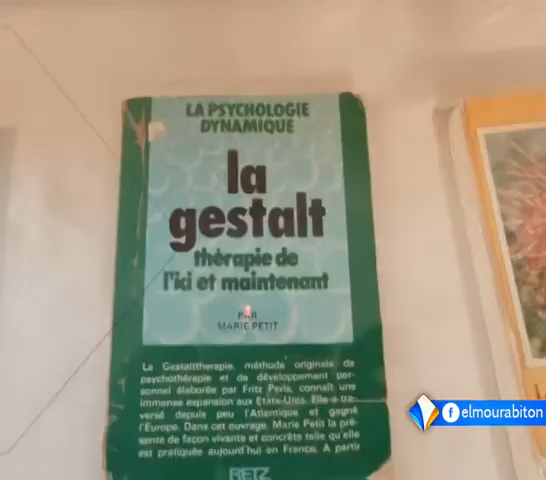 LA PSYCHOLOGIE
DYNAMIQUE
la
gestalt
thérapie de
l'ici et maintenant
PAR
MARIE PETIT
La Gestalttherapie, méthode originale de
psychothérapie et de développement per-
sonnel élaborée par Fritz Perls, connaît une
immense expansion aux Etats-Unis. Elle a tra-
versé depuis peu l'Atlantique et gagné
l'Europe. Dans cet ouvrage, Marie Petit la pré-
sente de façon vivante et concrète telle qu'elle
est pratiquée aujourd'hui en France. A partir
RETZ
elmourabiton